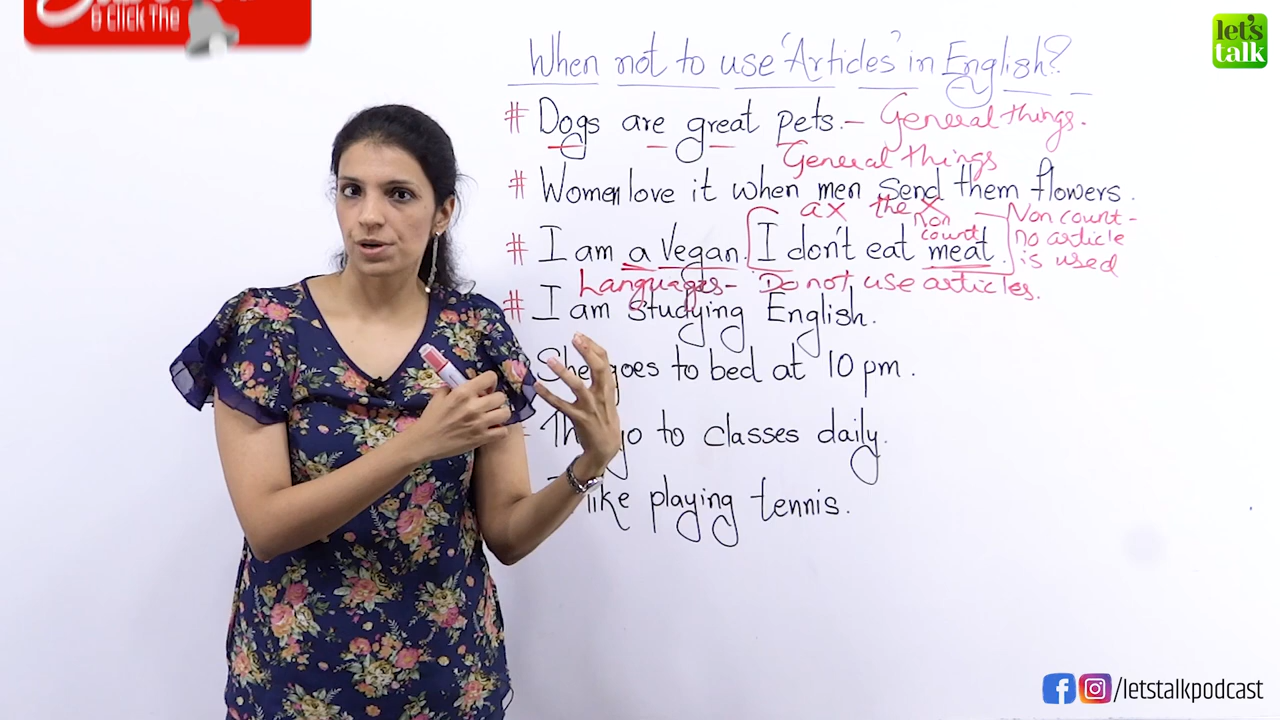 & CLICK THE
let's
talk
When not to use 'Articles' in English?
# Dogs are great pets. – General things.
General things
# Women love it when men send them flowers.
a x the x
non
count
Non count -
no article
is used
# I am a Vegan. I don't eat meat.
Languages - Do not use articles.
# I am studying English.
She goes to bed at 10 pm.
go to classes daily.
like playing tennis.
/letstalkpodcast